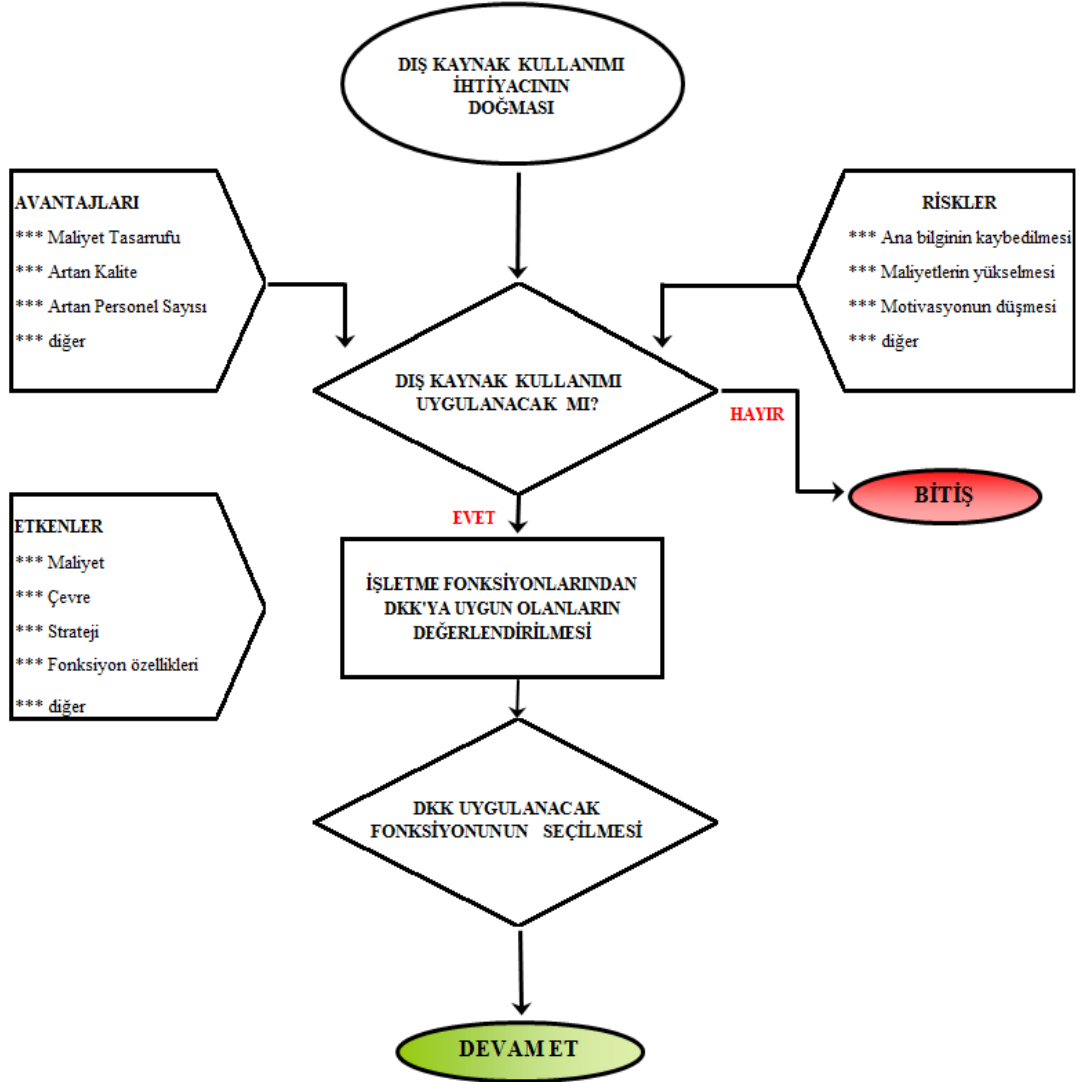 DIŞ KAYNAK KULLANIMI
İHTİYACININ
DOĞMASI
AVANTAJLARI
*** Maliyet Tasarrufu
*** Artan Kalite
*** Artan Personel Sayısı
*** diğer
RİSKLER
*** Ana bilginin kaybedilmesi
*** Maliyetlerin yükselmesi
*** Motivasyonun düşmesi
*** diğer
DIŞ KAYNAK KULLANIMI
UYGULANACAK MI?
HAYIR
BİTİŞ
EVET
ETKENLER
*** Maliyet
*** Çevre
*** Strateji
*** Fonksiyon özellikleri
*** diğer
İŞLETME FONKSİYONLARINDAN
DKK'YA UYGUN OLANLARIN
DEĞERLENDİRİLMESİ
DKK UYGULANACAK
FONKSİYONUNUN SEÇİLMESİ
DEVAM ET